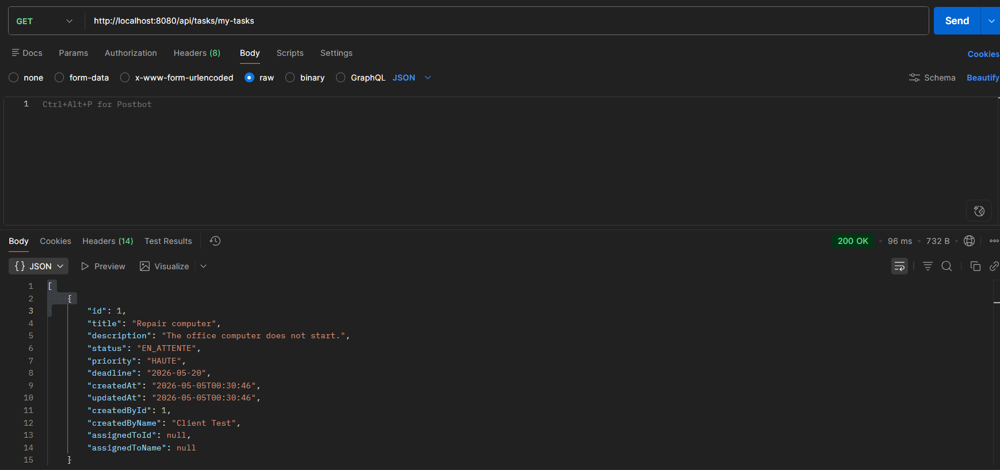 GET http://localhost:8080/api/tasks/my-tasks Send
Docs Params Authorization Headers (8) Body Scripts Settings Cookies
none form-data x-www-form-urlencoded raw binary GraphQL JSON Schema Beautify
1 Ctrl+Alt+P for Postbot
Body Cookies Headers (14) Test Results 200 OK • 96 ms • 732 B •
{} JSON Preview Visualize
1 [
2 {
3 "id": 1,
4 "title": "Repair computer",
5 "description": "The office computer does not start.",
6 "status": "EN_ATTENTE",
7 "priority": "HAUTE",
8 "deadline": "2026-05-20",
9 "createdAt": "2026-05-05T00:30:46",
10 "updatedAt": "2026-05-05T00:30:46",
11 "createdById": 1,
12 "createdByName": "Client Test",
13 "assignedToId": null,
14 "assignedToName": null
15 }